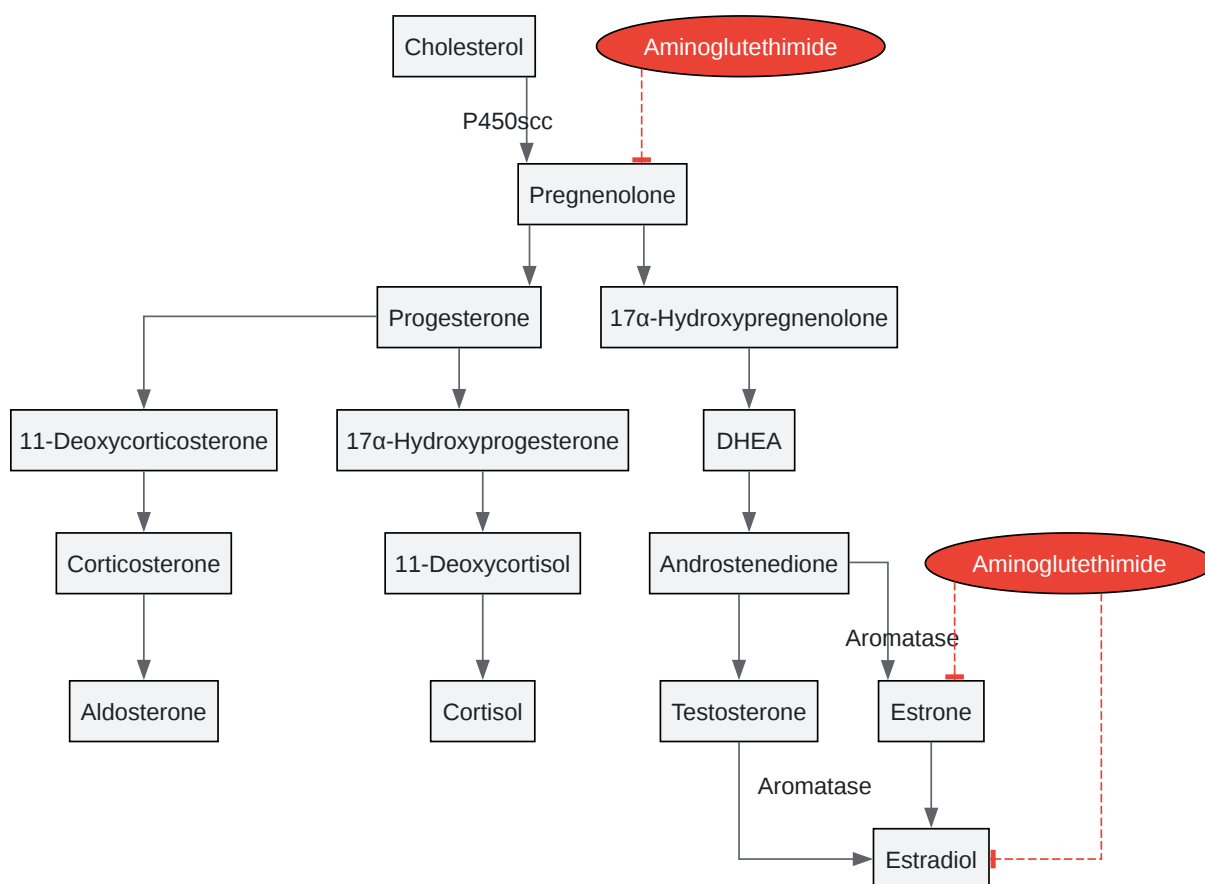 Cholesterol
Aminoglutethimide
P450scc
Pregnenolone
Progesterone
17α-Hydroxypregnenolone
11-Deoxycorticosterone
17α-Hydroxyprogesterone
DHEA
Corticosterone
11-Deoxycortisol
Androstenedione
Aminoglutethimide
Aromatase
Aldosterone
Cortisol
Testosterone
Estrone
Aromatase
Estradiol